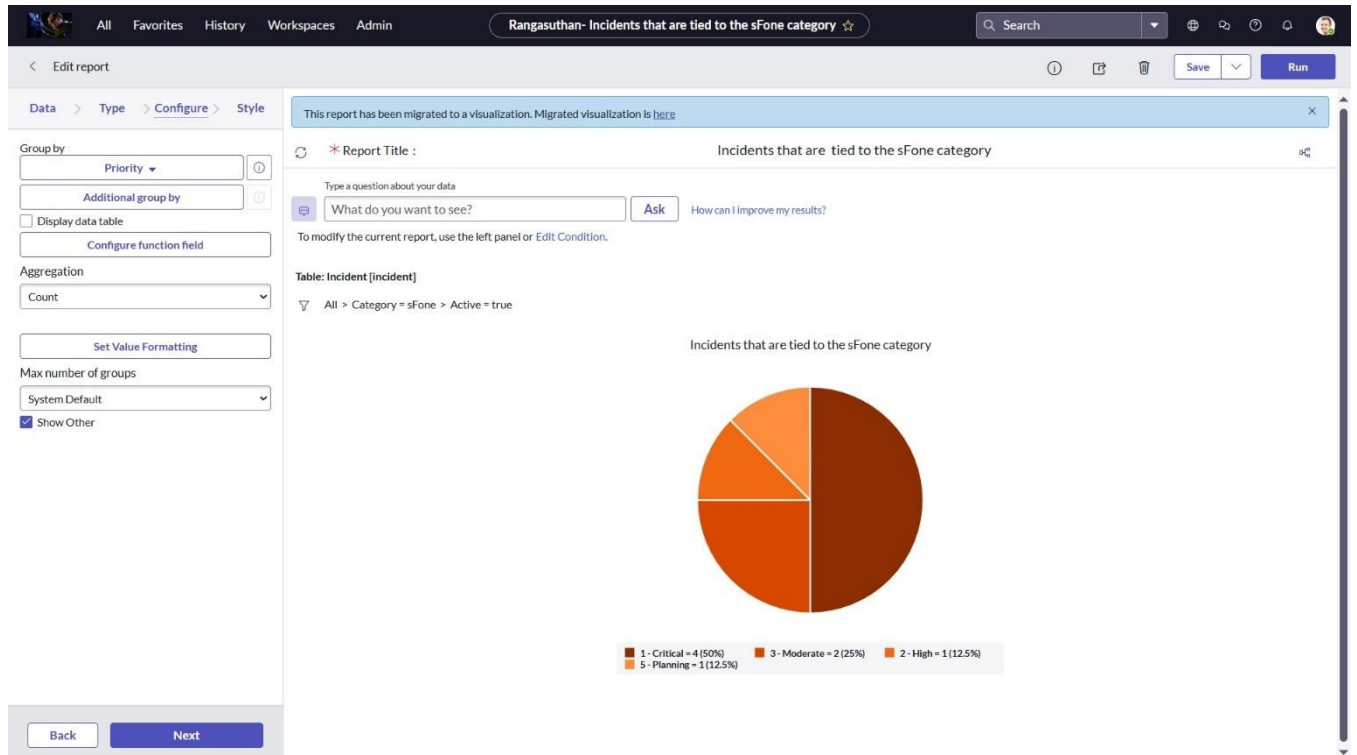 All Favorites History Workspaces Admin Rangasuthan- Incidents that are tied to the sFone category Search
Edit report Save Run
Data > Type > Configure > Style
This report has been migrated to a visualization. Migrated visualization is here
Group by
Priority
Additional group by
Display data table
Configure function field
Aggregation
Count
Set Value Formatting
Max number of groups
System Default
Show Other
Back Next
*Report Title : Incidents that are tied to the sFone category
Type a question about your data
What do you want to see? Ask How can I improve my results?
To modify the current report, use the left panel or Edit Condition.
Table: Incident [incident]
All > Category = sFone > Active = true
Incidents that are tied to the sFone category
1 - Critical = 4 (50%) 3 - Moderate = 2 (25%) 2 - High = 1 (12.5%)
5 - Planning = 1 (12.5%)